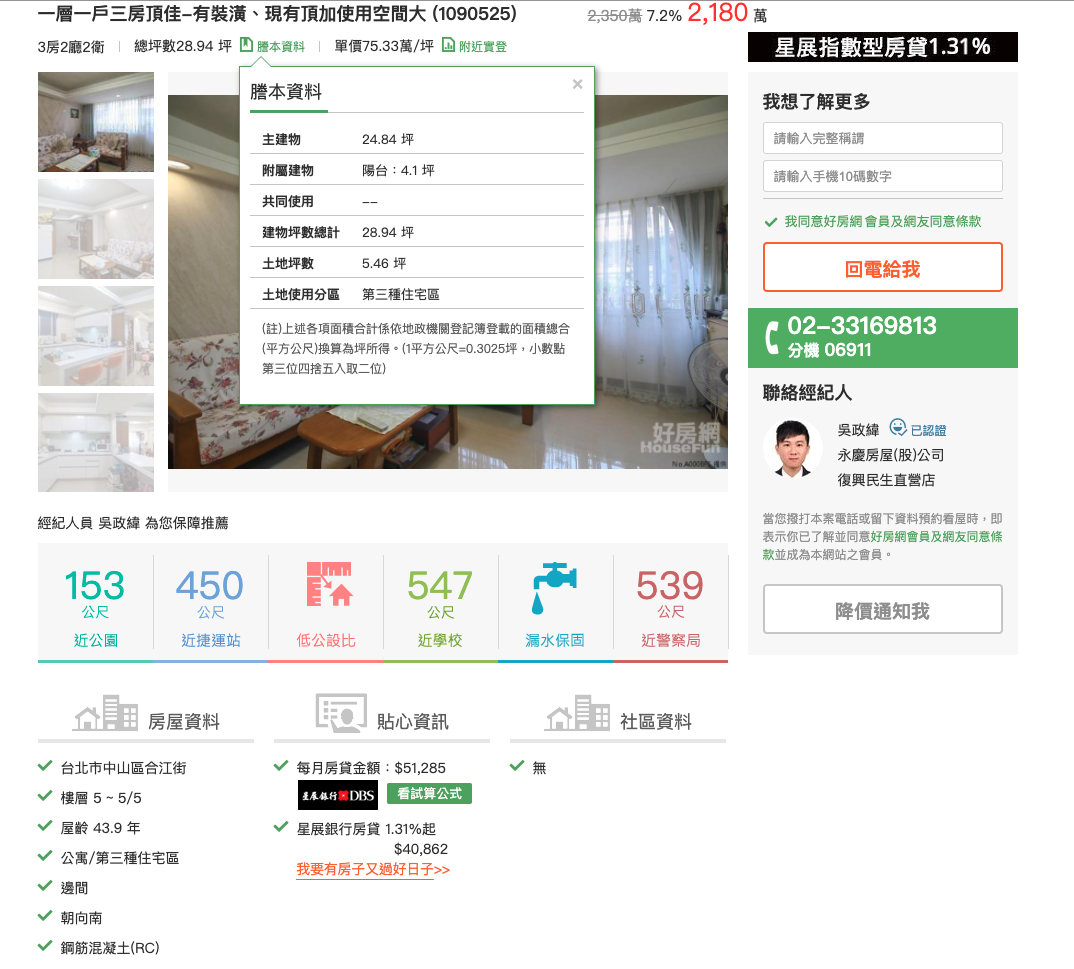 一層一戶三房頂佳-有裝潢、現有頂加使用空間大 (1090525)
2,350萬 7.2% 2,180 萬
3房2廳2衛 總坪數28.94 坪 謄本資料 單價75.33萬/坪 附近實登
謄本資料
×
主建物 24.84 坪
附屬建物 陽台：4.1 坪
共同使用 --
建物坪數總計 28.94 坪
土地坪數 5.46 坪
土地使用分區 第三種住宅區
(註)上述各項面積合計係依地政機關登記簿登載的面積總合
(平方公尺)換算為坪所得。(1平方公尺=0.3025坪，小數點
第三位四捨五入取二位)
好房網
HouseFun
星展指數型房貸1.31%
我想了解更多
請輸入完整稱謂
請輸入手機10碼數字
我同意好房網會員及網友同意條款
回電給我
02-33169813
分機 06911
聯絡經紀人
吳政緯 已認證
永慶房屋(股)公司
復興民生直營店
當您撥打本案電話或留下資料預約看屋時，即
表示你已了解並同意好房網會員及網友同意條
款並成為本網站之會員。
降價通知我
經紀人員 吳政緯 為您保障推薦
153
公尺
近公園
450
公尺
近捷運站
低公設比
547
公尺
近學校
漏水保固
539
公尺
近警察局
房屋資料
台北市中山區合江街
樓層 5 ~ 5/5
屋齡 43.9 年
公寓/第三種住宅區
邊間
朝向南
鋼筋混凝土(RC)
貼心資訊
每月房貸金額：$51,285
星展銀行 DBS 看試算公式
星展銀行房貸 1.31%起
$40,862
我要有房子又過好日子>>
社區資料
無